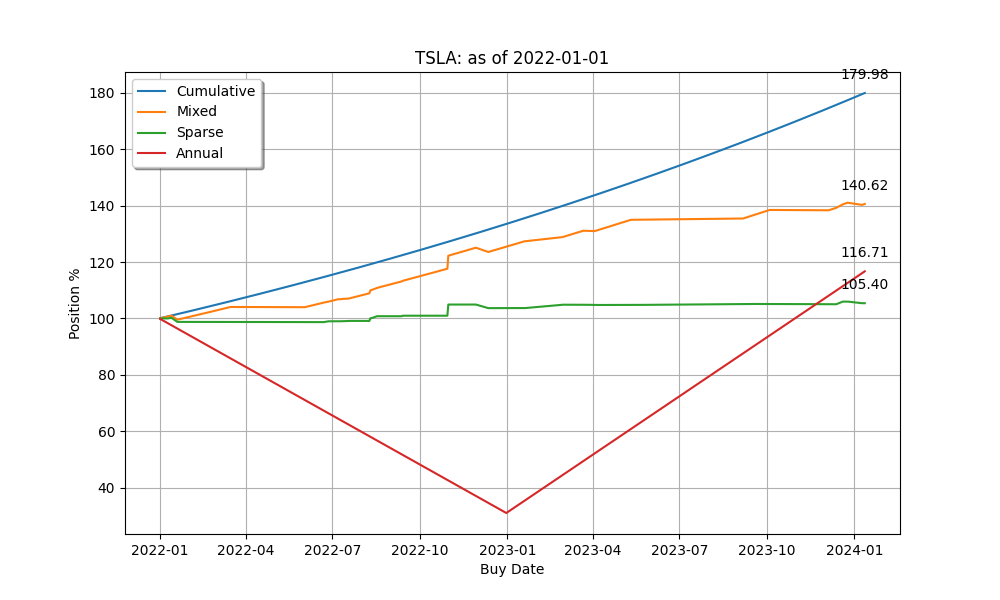 TSLA: as of 2022-01-01
179.98
180
Cumulative
Mixed
Sparse
Annual
160
140.62
140
116.71
120
105.40
100
80
60
40
Position %
2022-01 2022-04 2022-07 2022-10 2023-01 2023-04 2023-07 2023-10 2024-01
Buy Date